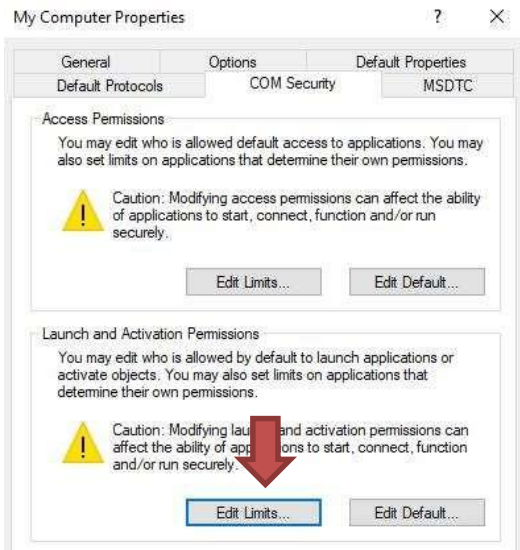 My Computer Properties ? ×
General Options Default Properties
Default Protocols COM Security MSDTC
Access Permissions
You may edit who is allowed default access to applications. You may
also set limits on applications that determine their own permissions.
Caution: Modifying access permissions can affect the ability
of applications to start, connect, function and/or run
securely.
Edit Limits... Edit Default...
Launch and Activation Permissions
You may edit who is allowed by default to launch applications or
activate objects. You may also set limits on applications that
determine their own permissions.
Caution: Modifying launch and activation permissions can
affect the ability of applications to start, connect, function
and/or run securely.
Edit Limits... Edit Default...